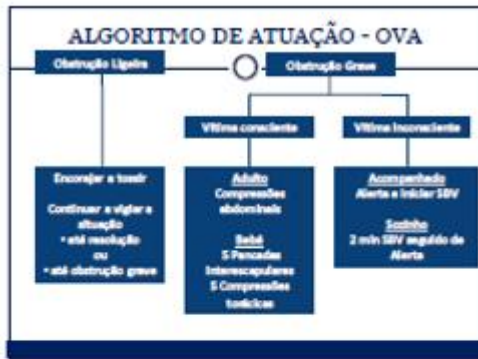 ALGORITMO DE ATUAÇÃO - OVA
Obstrução Ligeira
Obstrução Grave
Vítima consciente
Vítima Inconsciente
Encorajar a tossir
Continuar a vigiar a
situação
• até resolução
ou
• até obstrução grave
Adulto
Compressões
abdominais
Bebé
5 Pancadas
Interescapulares
5 Compressões
torácicas
Acompanhado
Alerta e iniciar SBV
Sozinho
2 min SBV seguido de
Alerta